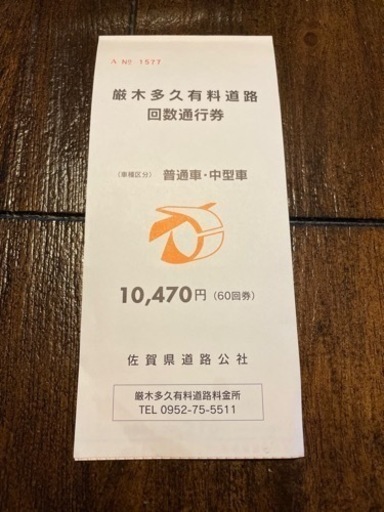 A № 1577
厳木多久有料道路
回数通行券
(車種区分) 普通車・中型車
10,470円 (60回券)
佐賀県道路公社
厳木多久有料道路料金所
TEL 0952-75-5511